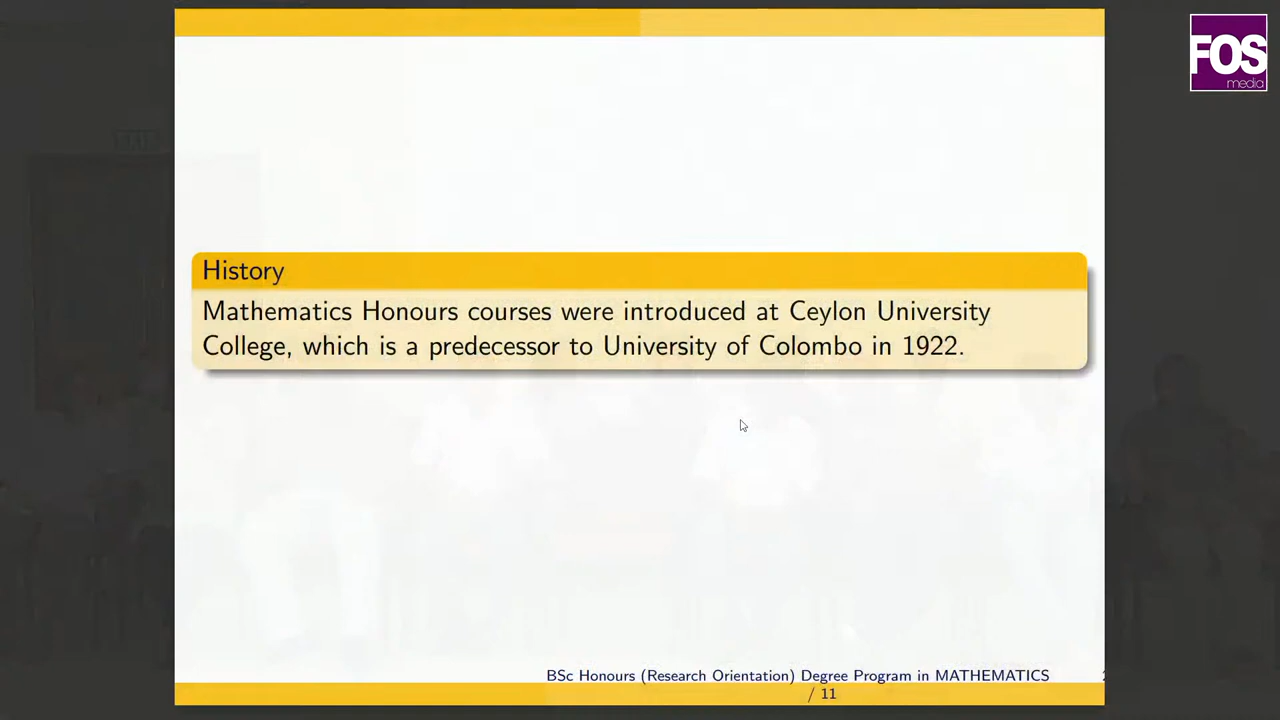 FOS
media
History
Mathematics Honours courses were introduced at Ceylon University
College, which is a predecessor to University of Colombo in 1922.
BSc Honours (Research Orientation) Degree Program in MATHEMATICS
/ 11